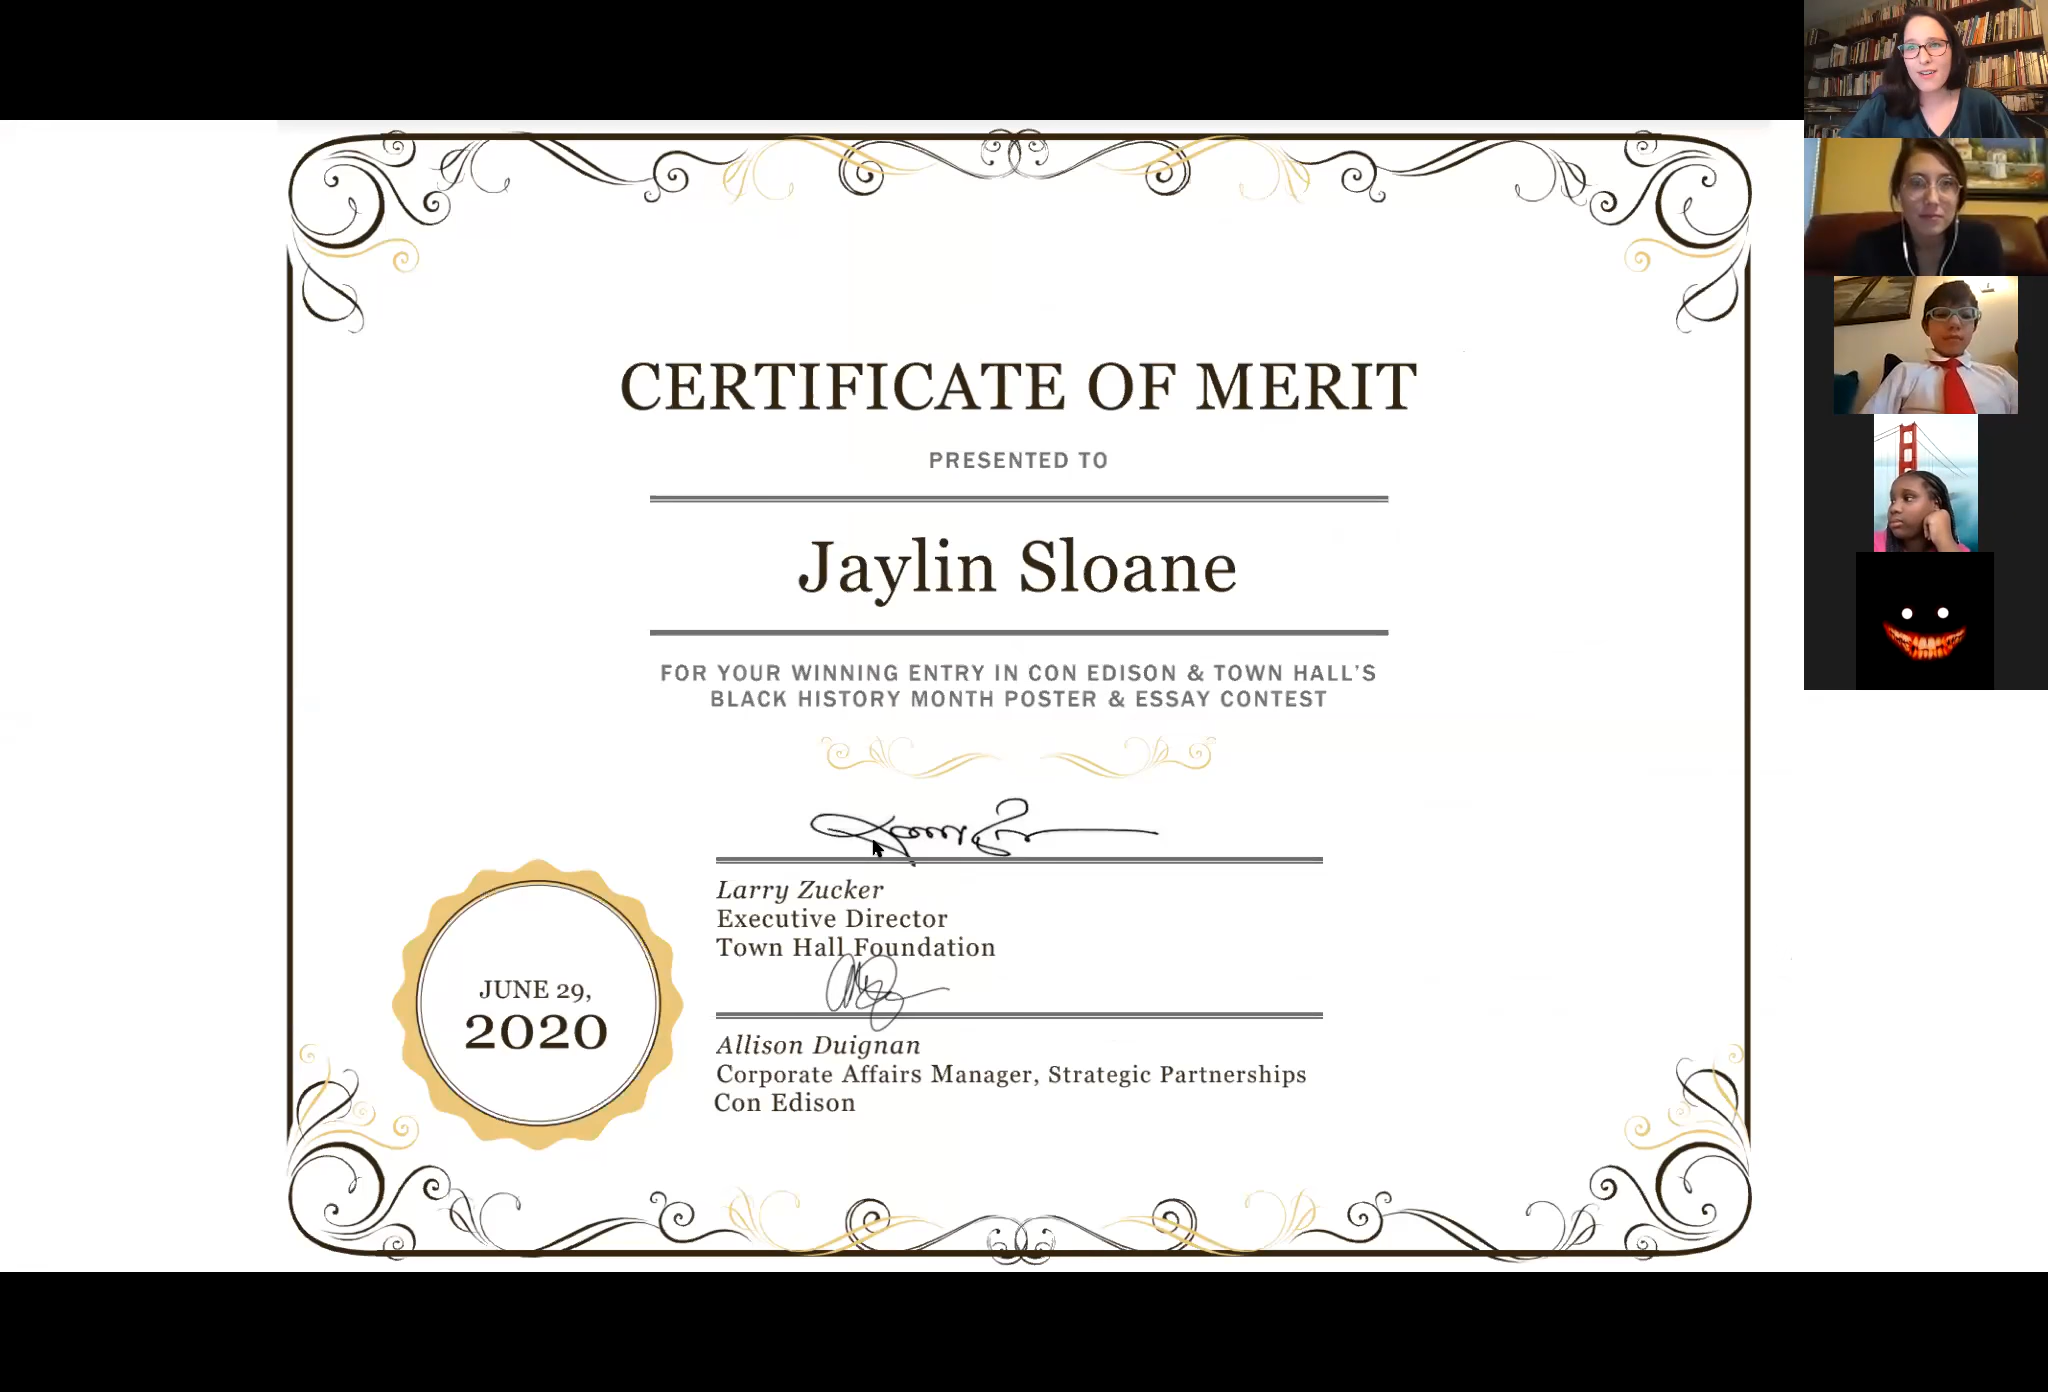 CERTIFICATE OF MERIT
PRESENTED TO
Jaylin Sloane
FOR YOUR WINNING ENTRY IN CON EDISON & TOWN HALL'S
BLACK HISTORY MONTH POSTER & ESSAY CONTEST
Larry Zucker
Executive Director
Town Hall Foundation
Allison Duignan
Corporate Affairs Manager, Strategic Partnerships
Con Edison
JUNE 29,
2020